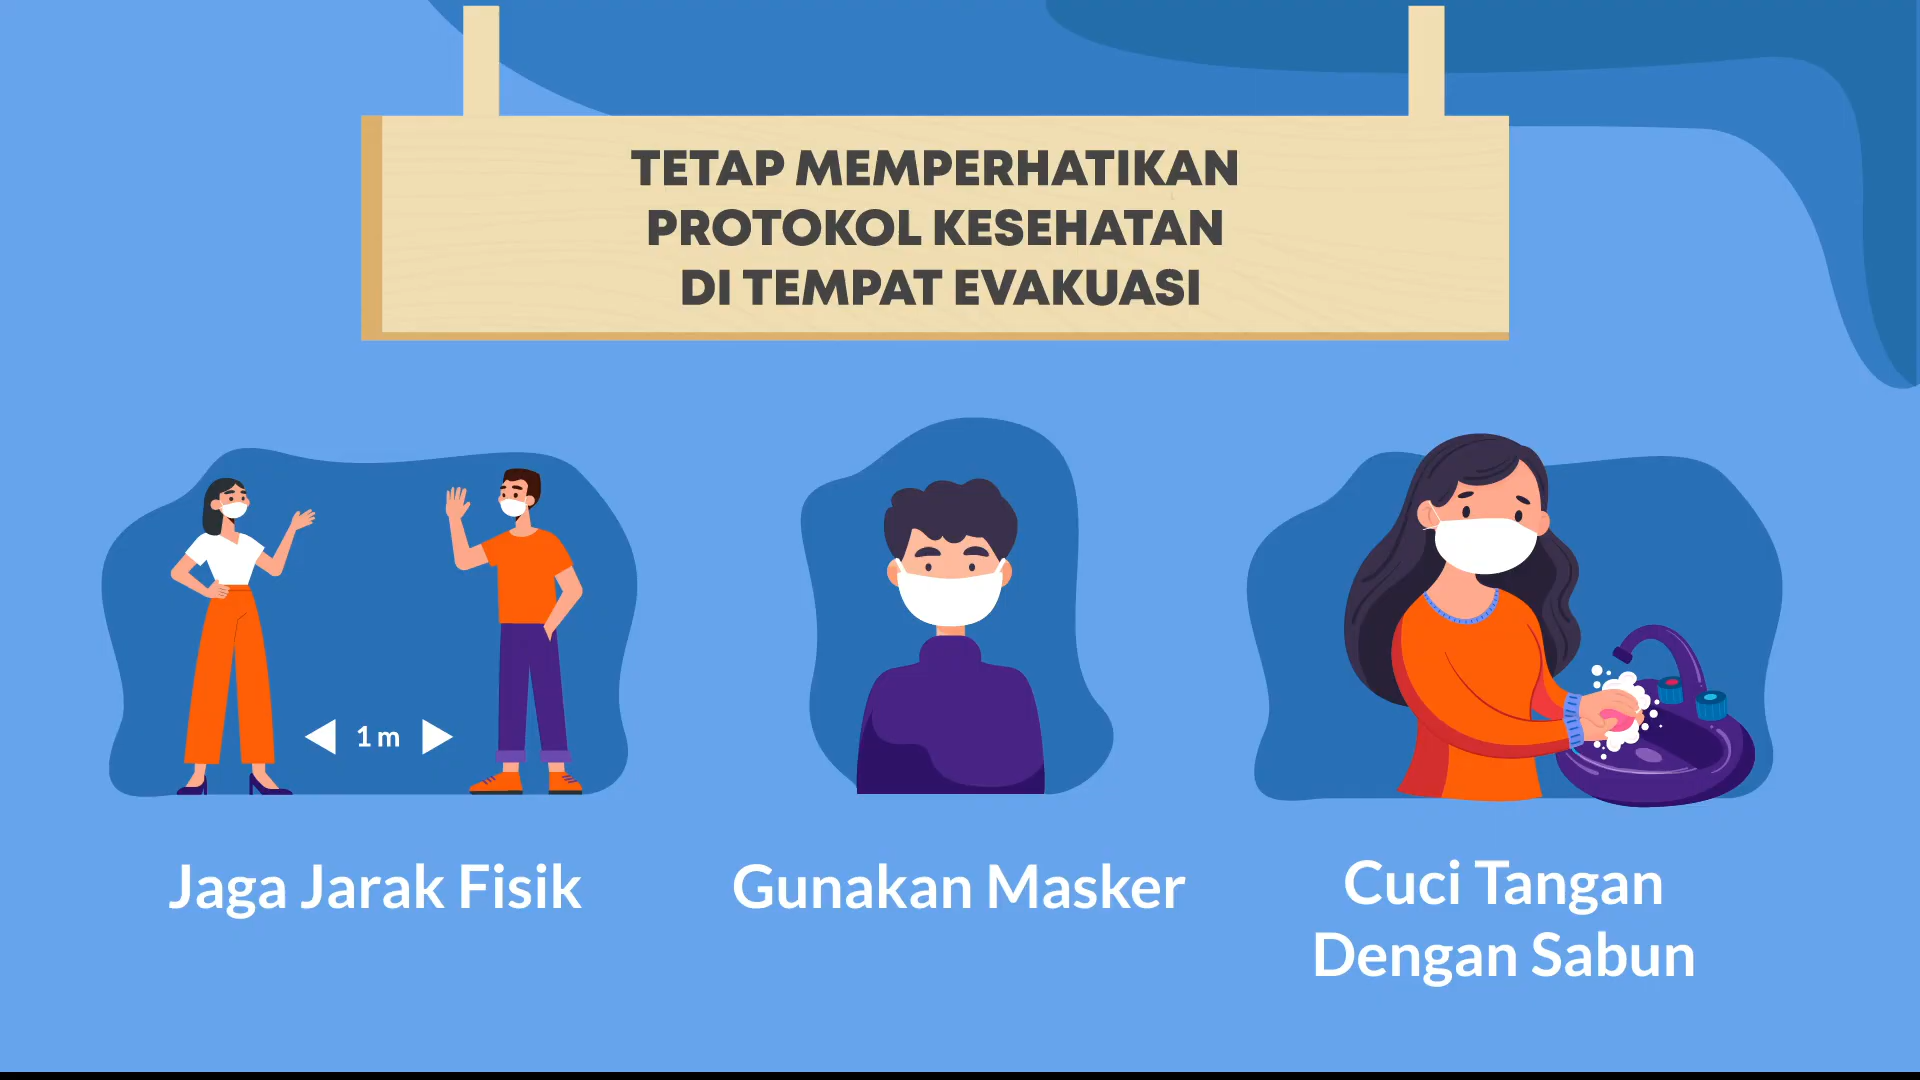 TETAP MEMPERHATIKAN
PROTOKOL KESEHATAN
DI TEMPAT EVAKUASI
1 m
Jaga Jarak Fisik
Gunakan Masker
Cuci Tangan
Dengan Sabun